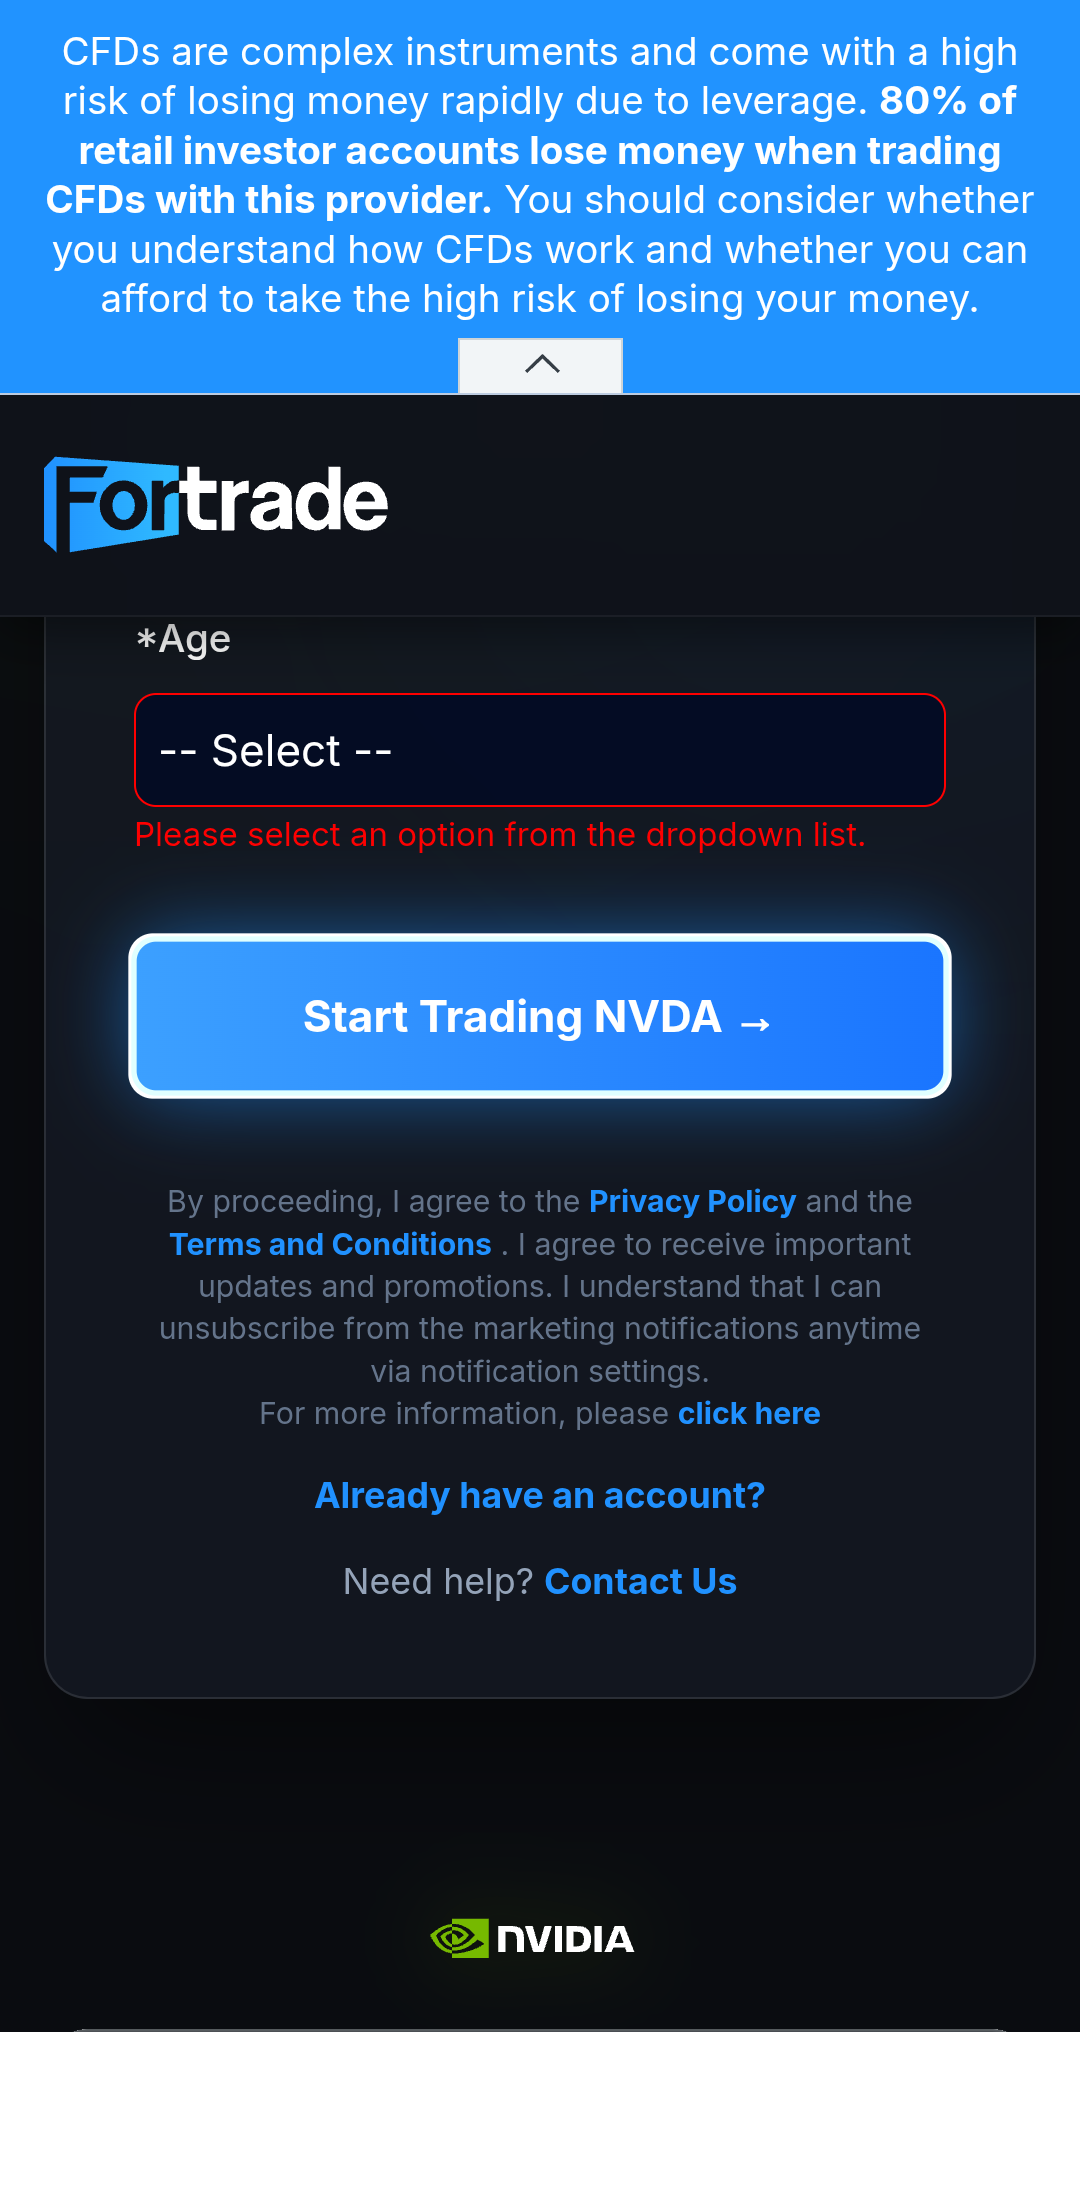 CFDs are complex instruments and come with a high
risk of losing money rapidly due to leverage. 80% of
retail investor accounts lose money when trading
CFDs with this provider. You should consider whether
you understand how CFDs work and whether you can
afford to take the high risk of losing your money.
Fortrade
*Age
-- Select --
Please select an option from the dropdown list.
Start Trading NVDA →
By proceeding, I agree to the Privacy Policy and the
Terms and Conditions . I agree to receive important
updates and promotions. I understand that I can
unsubscribe from the marketing notifications anytime
via notification settings.
For more information, please click here
Already have an account?
Need help? Contact Us
NVIDIA